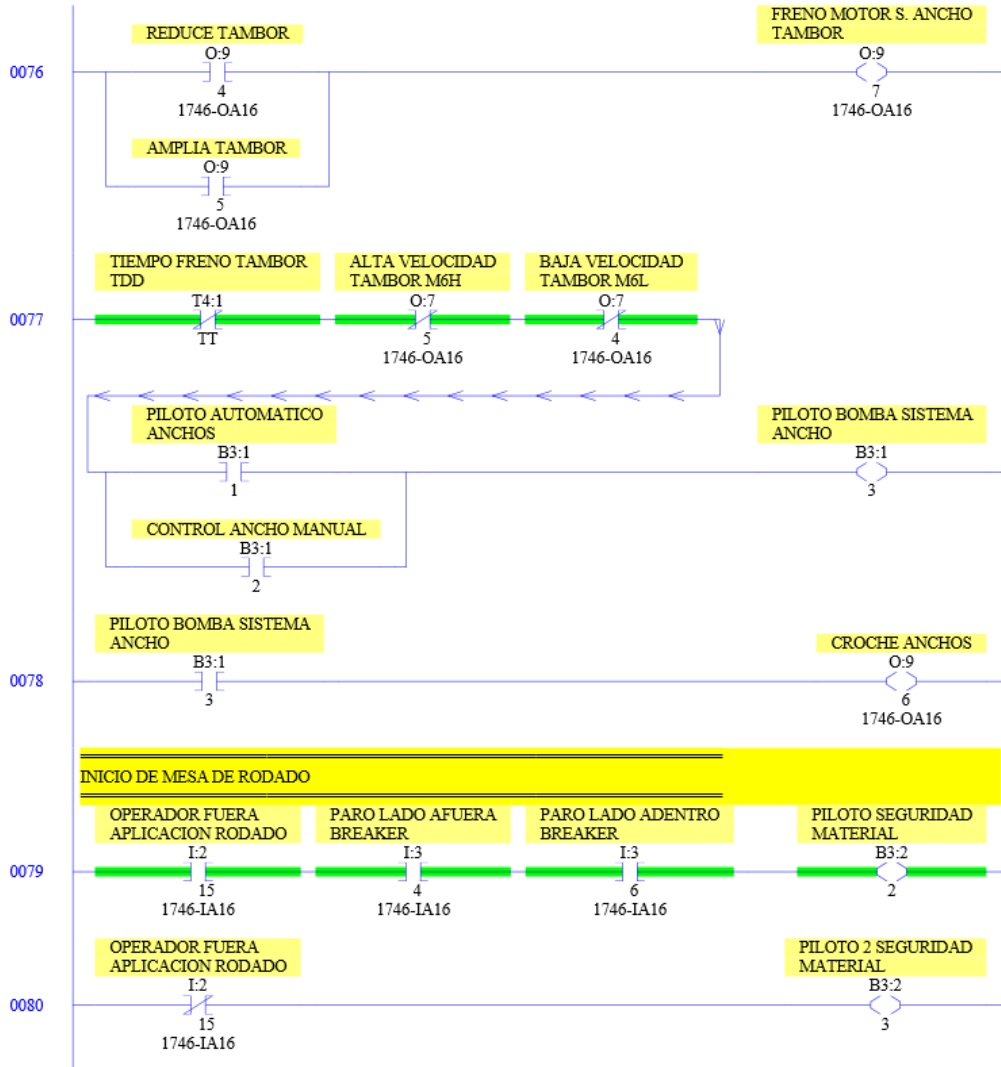 REDUCE TAMBOR
FRENO MOTOR S. ANCHO
TAMBOR
0076
O:9
O:9
4
7
1746-OA16
1746-OA16
AMPLIA TAMBOR
O:9
5
1746-OA16
TIEMPO FRENO TAMBOR
TDD
ALTA VELOCIDAD
TAMBOR M6H
BAJA VELOCIDAD
TAMBOR M6L
0077
T4:1
O:7
O:7
TT
5
4
1746-OA16
1746-OA16
PILOTO AUTOMATICO
ANCHOS
PILOTO BOMBA SISTEMA
ANCHO
B3:1
B3:1
1
3
CONTROL ANCHO MANUAL
B3:1
2
PILOTO BOMBA SISTEMA
ANCHO
CROCHE ANCHOS
0078
B3:1
O:9
3
6
1746-OA16
INICIO DE MESA DE RODADO
OPERADOR FUERA
APLICACION RODADO
PARO LADO AFUERA
BREAKER
PARO LADO ADENTRO
BREAKER
PILOTO SEGURIDAD
MATERIAL
0079
I:2
I:3
I:3
B3:2
15
4
6
2
1746-IA16
1746-IA16
1746-IA16
OPERADOR FUERA
APLICACION RODADO
PILOTO 2 SEGURIDAD
MATERIAL
0080
I:2
B3:2
15
3
1746-IA16